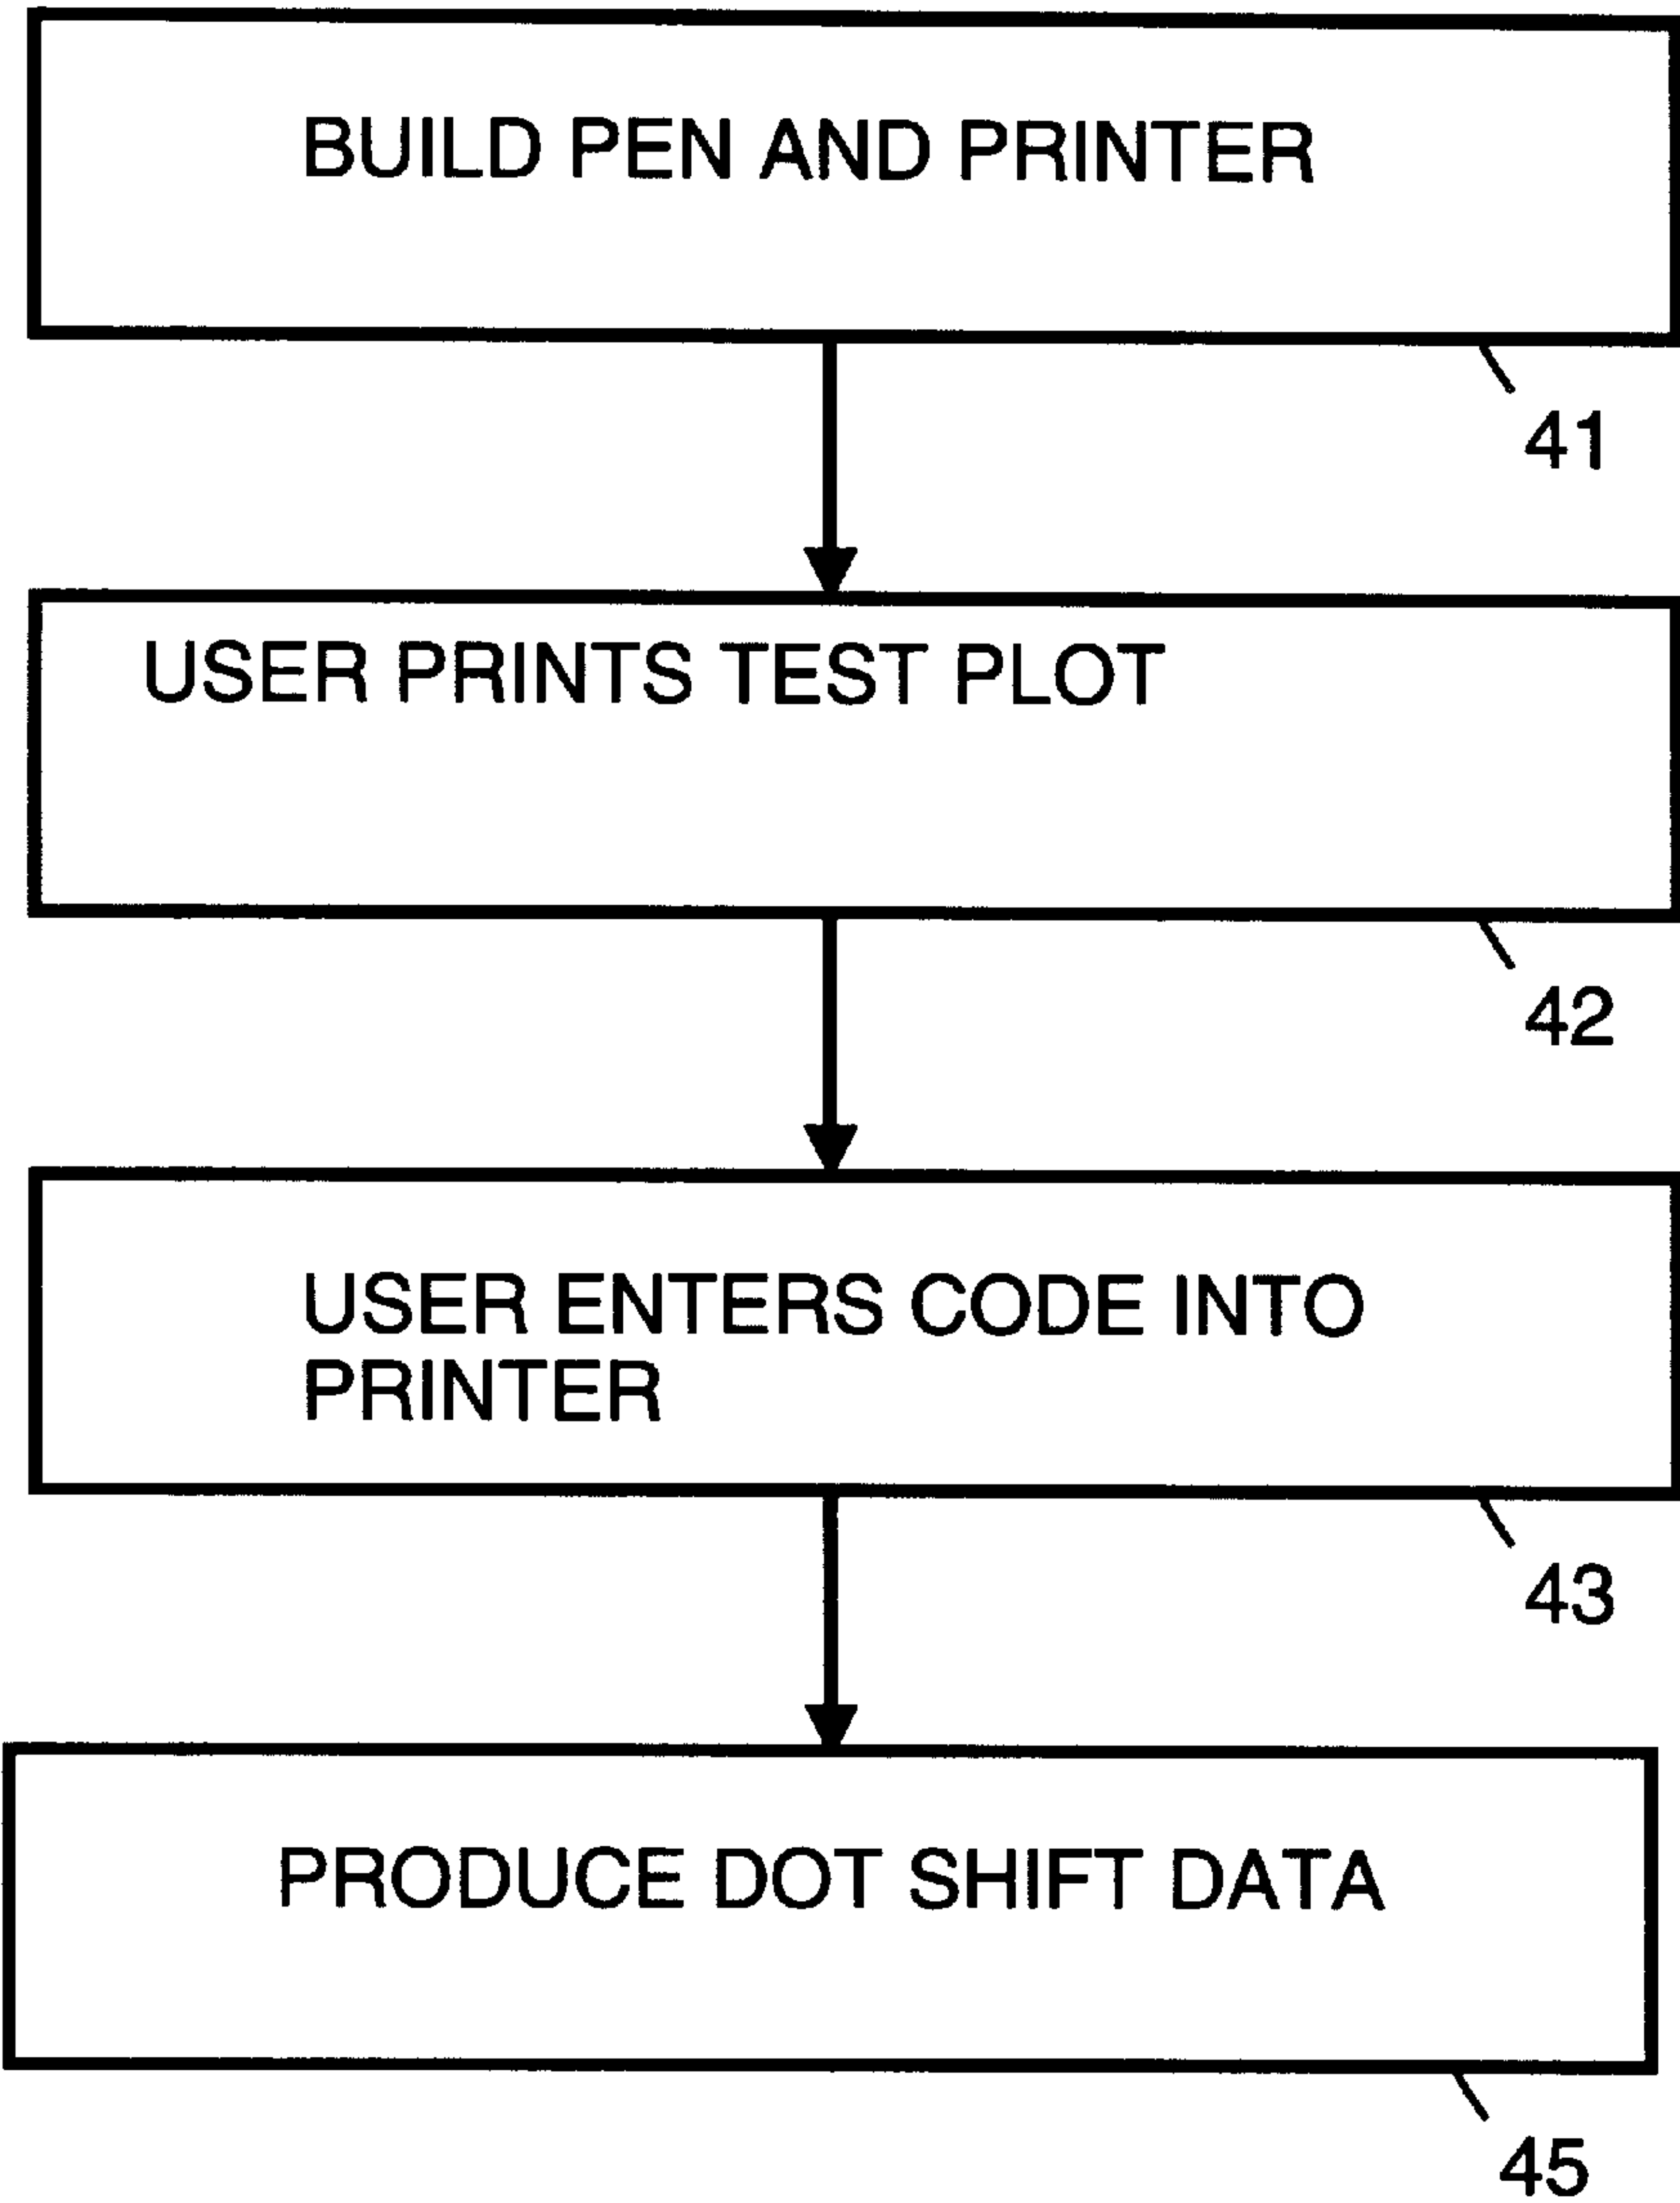 BUILD PEN AND PRINTER
41
USER PRINTS TEST PLOT
42
USER ENTERS CODE INTO
PRINTER
43
PRODUCE DOT SHIFT DATA
45